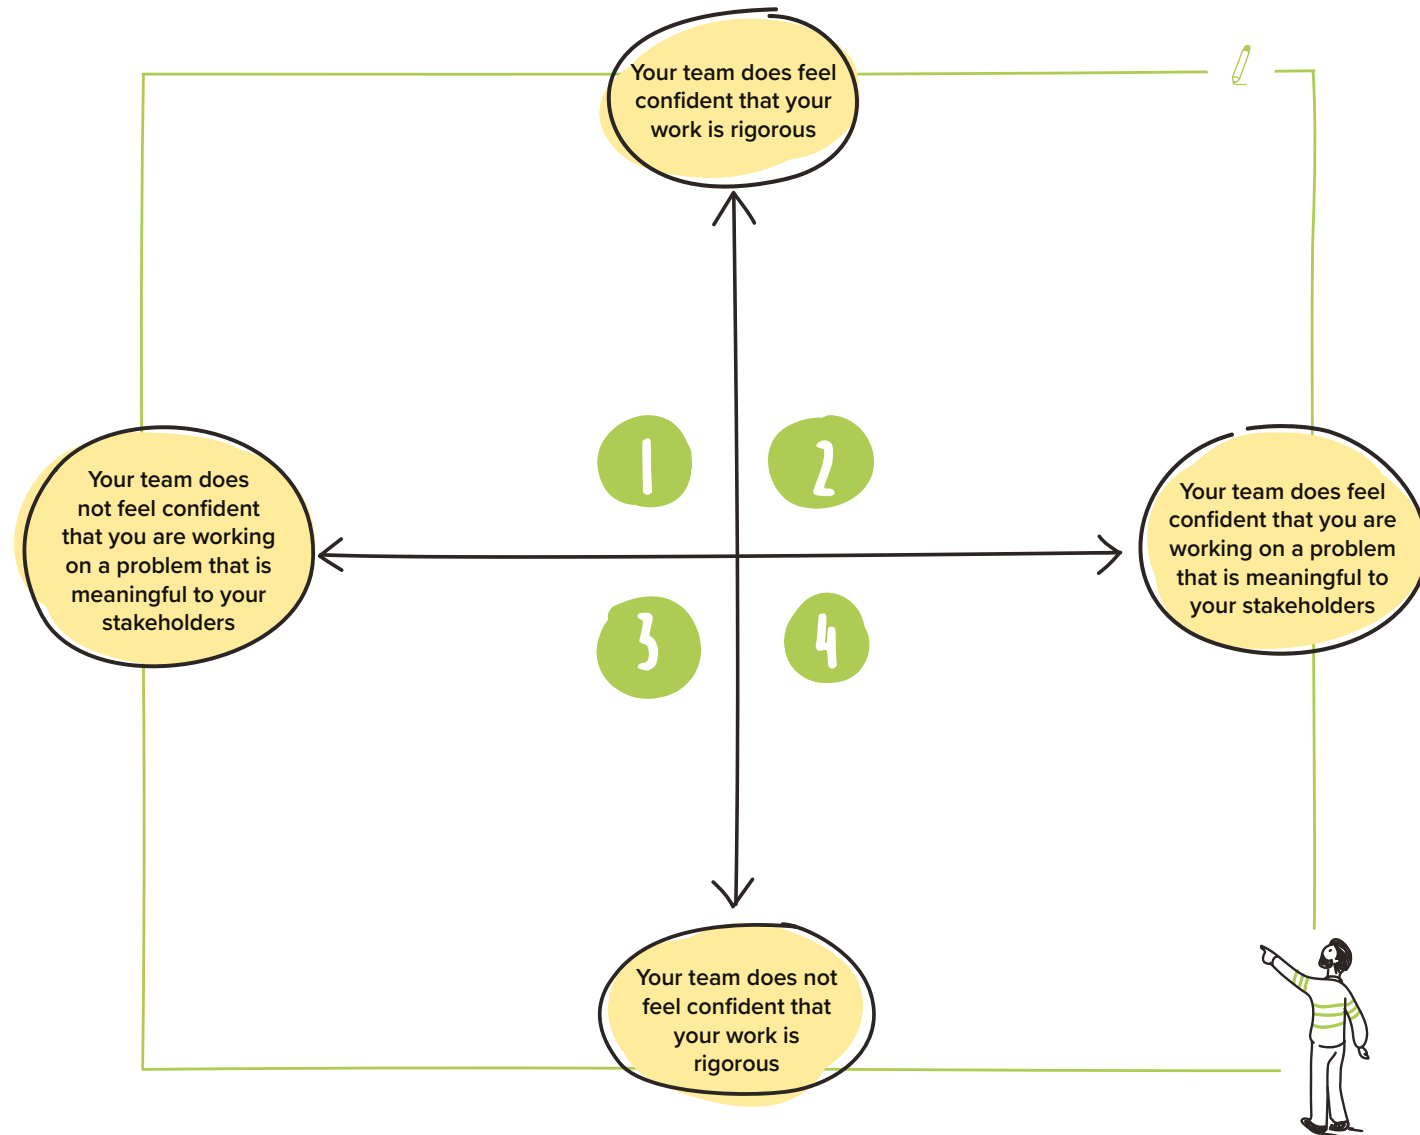 Your team does feel
confident that your
work is rigorous
1
2
Your team does
not feel confident
that you are working
on a problem that is
meaningful to your
stakeholders
Your team does feel
confident that you are
working on a problem
that is meaningful to
your stakeholders
3
4
Your team does not
feel confident that
your work is
rigorous